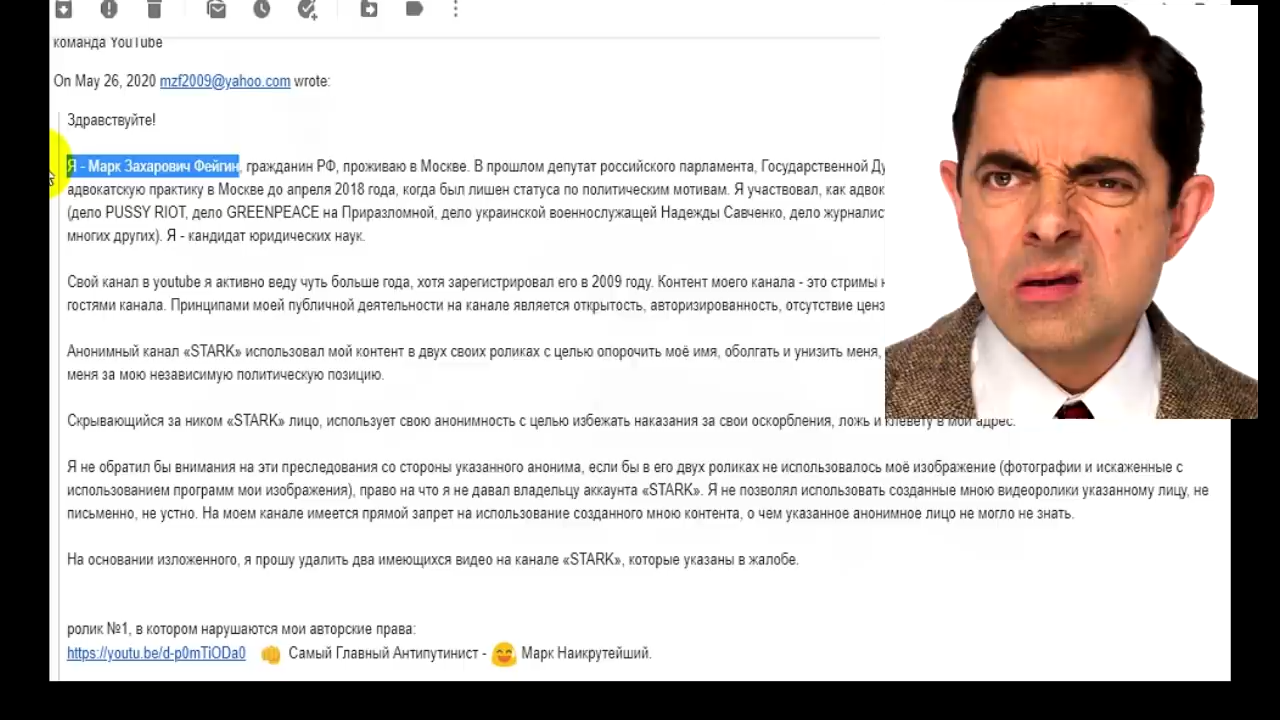 команда YouTube
On May 26, 2020 mzf2009@yahoo.com wrote:
Здравствуйте!
Я - Марк Захарович Фейгин, гражданин РФ, проживаю в Москве. В прошлом депутат российского парламента, Государственной Ду
адвокатскую практику в Москве до апреля 2018 года, когда был лишен статуса по политическим мотивам. Я участвовал, как адвок
(дело PUSSY RIOT, дело GREENPEACE на Приразломной, дело украинской военнослужащей Надежды Савченко, дело журналис
многих других). Я - кандидат юридических наук.
Свой канал в youtube я активно веду чуть больше года, хотя зарегистрировал его в 2009 году. Контент моего канала - это стримы
гостями канала. Принципами моей публичной деятельности на канале является открытость, авторизированность, отсутствие ценз
Анонимный канал «STARK» использовал мой контент в двух своих роликах с целью опорочить моё имя, оболгать и унизить меня,
меня за мою независимую политическую позицию.
Скрывающийся за ником «STARK» лицо, использует свою анонимность с целью избежать наказания за свои оскорбления, ложь и клевету в мой адрес.
Я не обратил бы внимания на эти преследования со стороны указанного анонима, если бы в его двух роликах не использовалось моё изображение (фотографии и искаженные с
использованием программ мои изображения), право на что я не давал владельцу аккаунта «STARK». Я не позволял использовать созданные мною видеоролики указанному лицу, не
письменно, не устно. На моем канале имеется прямой запрет на использование созданного мною контента, о чем указанное анонимное лицо не могло не знать.
На основании изложенного, я прошу удалить два имеющихся видео на канале «STARK», которые указаны в жалобе.
ролик №1, в котором нарушаются мои авторские права:
https://youtu.be/d-p0mTiODa0 👊 Самый Главный Антипутинист - 😄 Марк Наикрутейший.